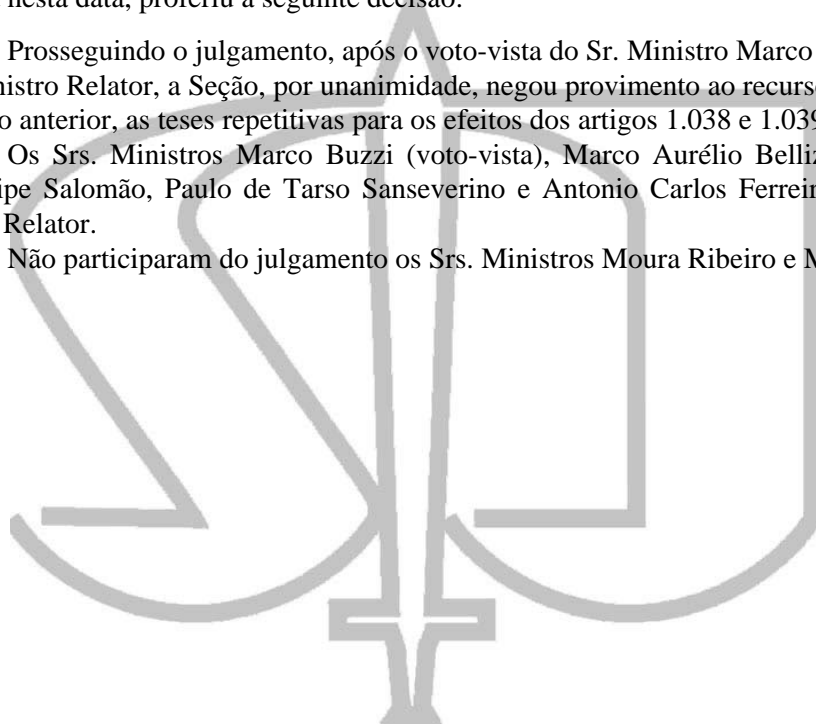 nesta data, proferiu a seguinte decisão:
Prosseguindo o julgamento, após o voto-vista do Sr. Ministro Marco
nistro Relator, a Seção, por unanimidade, negou provimento ao recurs
o anterior, as teses repetitivas para os efeitos dos artigos 1.038 e 1.039
Os Srs. Ministros Marco Buzzi (voto-vista), Marco Aurélio Belliz
ipe Salomão, Paulo de Tarso Sanseverino e Antonio Carlos Ferrein
Relator.
Não participaram do julgamento os Srs. Ministros Moura Ribeiro e M
STJ